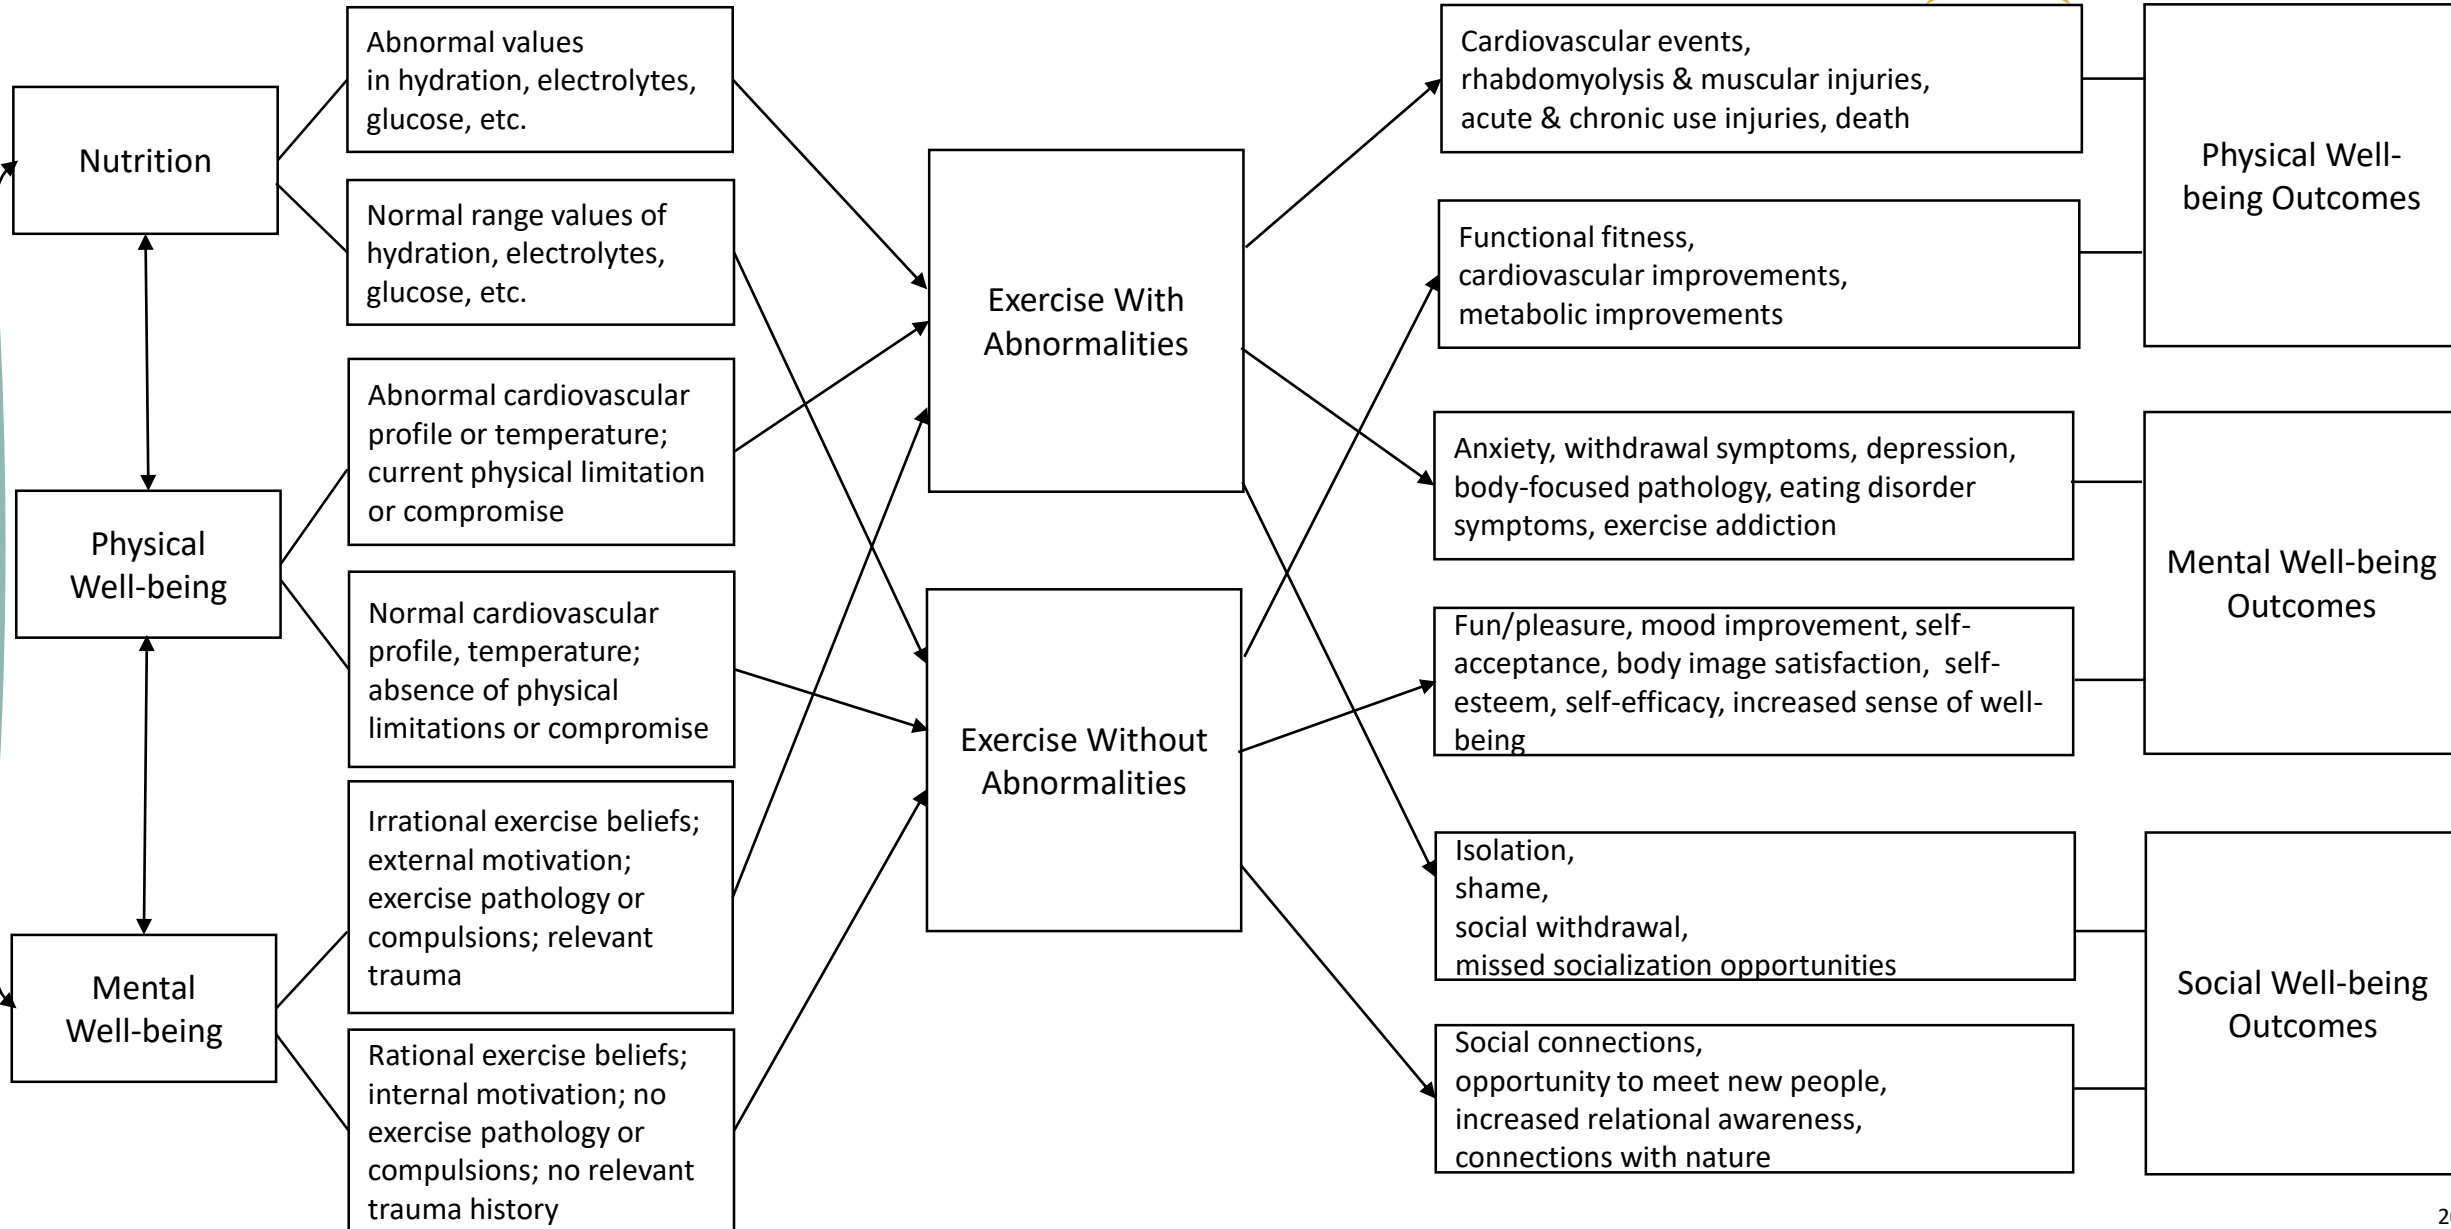 Nutrition
Physical
Well-being
Mental
Well-being
Abnormal values
in hydration, electrolytes,
glucose, etc.
Normal range values of
hydration, electrolytes,
glucose, etc.
Abnormal cardiovascular
profile or temperature;
current physical limitation
or compromise
Normal cardiovascular
profile, temperature;
absence of physical
limitations or compromise
Irrational exercise beliefs;
external motivation;
exercise pathology or
compulsions; relevant
trauma
Rational exercise beliefs;
internal motivation; no
exercise pathology or
compulsions; no relevant
trauma history
Exercise With
Abnormalities
Exercise Without
Abnormalities
Cardiovascular events,
rhabdomyolysis & muscular injuries,
acute & chronic use injuries, death
Functional fitness,
cardiovascular improvements,
metabolic improvements
Anxiety, withdrawal symptoms, depression,
body-focused pathology, eating disorder
symptoms, exercise addiction
Fun/pleasure, mood improvement, self-
acceptance, body image satisfaction,  self-
esteem, self-efficacy, increased sense of well-
being
Isolation,
shame,
social withdrawal,
missed socialization opportunities
Social connections,
opportunity to meet new people,
increased relational awareness,
connections with nature
Physical Well-
being Outcomes
Mental Well-being
Outcomes
Social Well-being
Outcomes